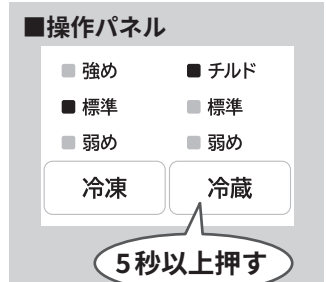 ■操作パネル
強め チルド
標準 標準
弱め 弱め
冷凍 冷蔵
5秒以上押す